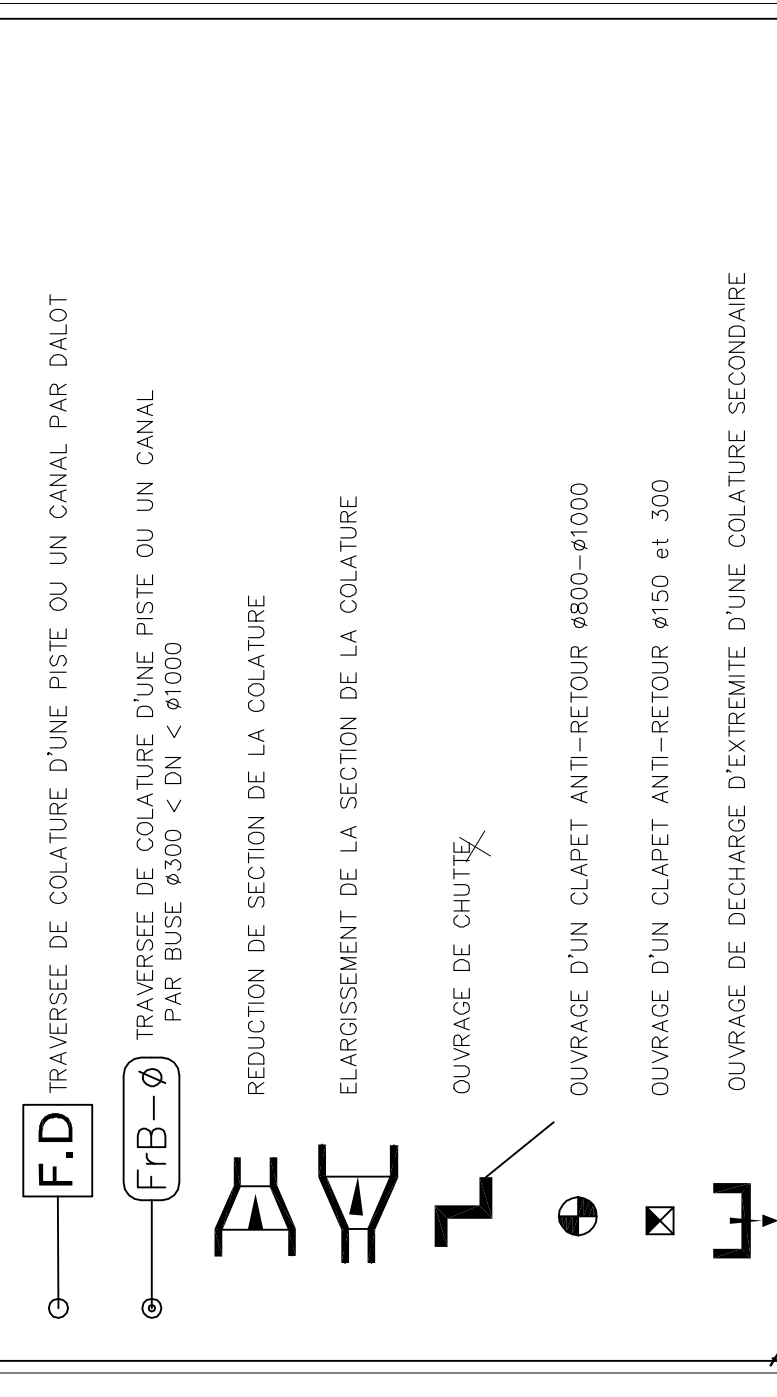 F.D TRAVERSEE DE COLATURE D'UNE PISTE OU UN CANAL PAR DALOT
FrB-ø TRAVERSEE DE COLATURE D'UNE PISTE OU UN CANAL
PAR BUSE ø300 < DN < ø1000
REDUCTION DE SECTION DE LA COLATURE
ELARGISSEMENT DE LA SECTION DE LA COLATURE
OUVRAGE DE CHUTTE
OUVRAGE D'UN CLAPET ANTI-RETOUR ø800-ø1000
OUVRAGE D'UN CLAPET ANTI-RETOUR ø150 et 300
OUVRAGE DE DECHARGE D'EXTREMITE D'UNE COLATURE SECONDAIRE